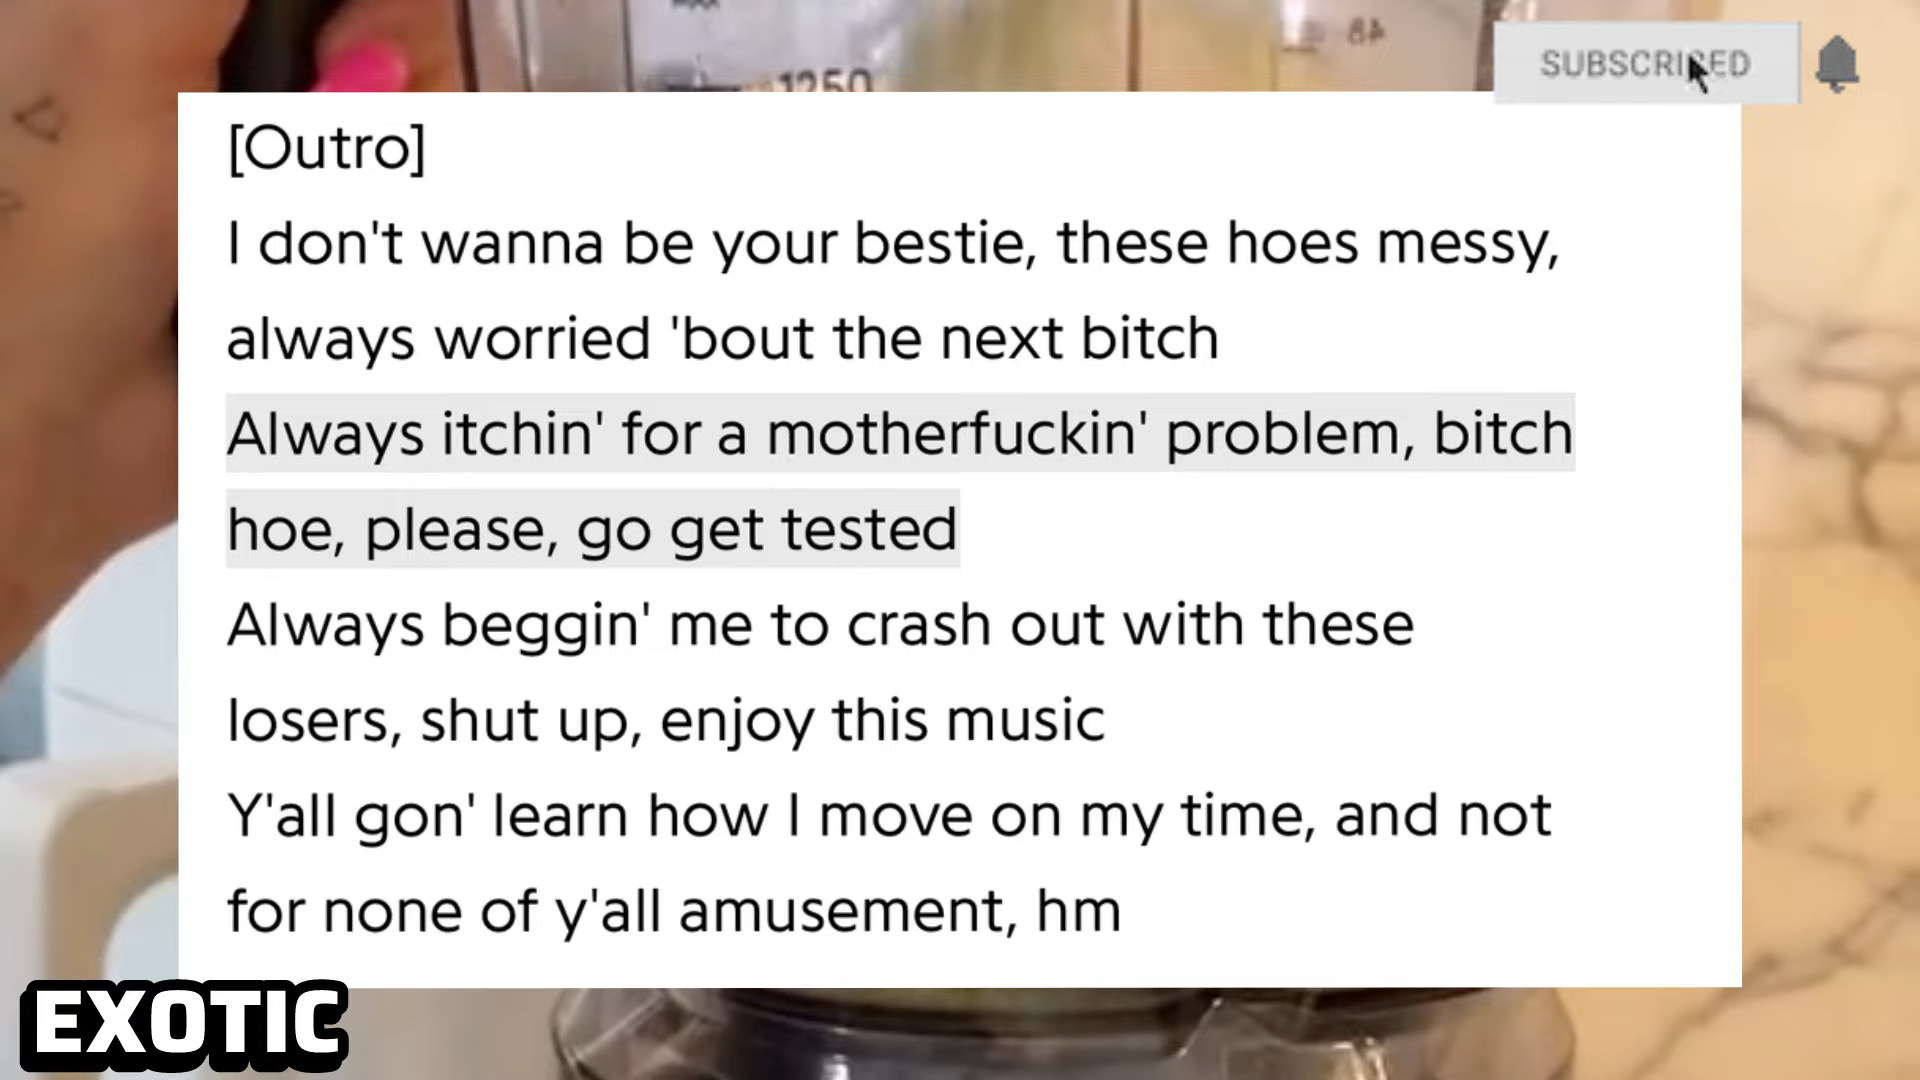 1250
48
SUBSCRIBED
[Outro]
I don't wanna be your bestie, these hoes messy,
always worried 'bout the next bitch
Always itchin' for a motherfuckin' problem, bitch
hoe, please, go get tested
Always beggin' me to crash out with these
losers, shut up, enjoy this music
Y'all gon' learn how I move on my time, and not
for none of y'all amusement, hm
EXOTIC